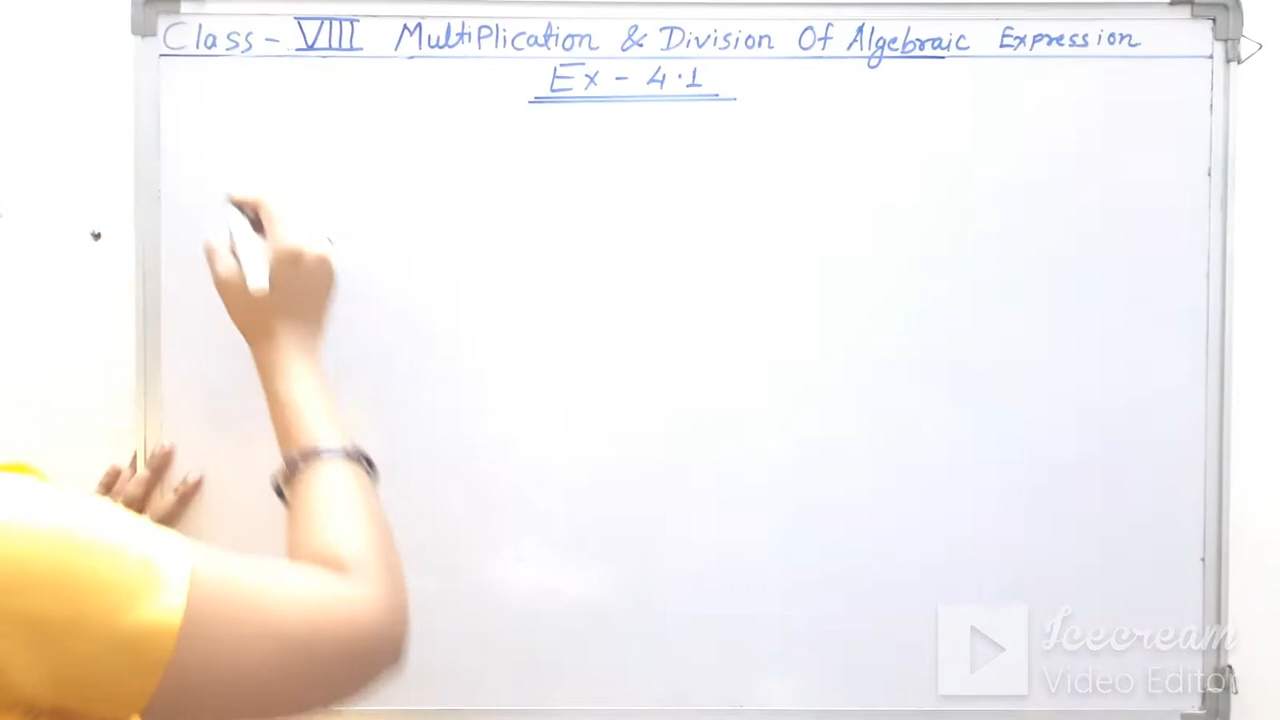 Class - VIII Multiplication & Division Of Algebraic Expression
Ex - 4.1
Icecream
Video Editor